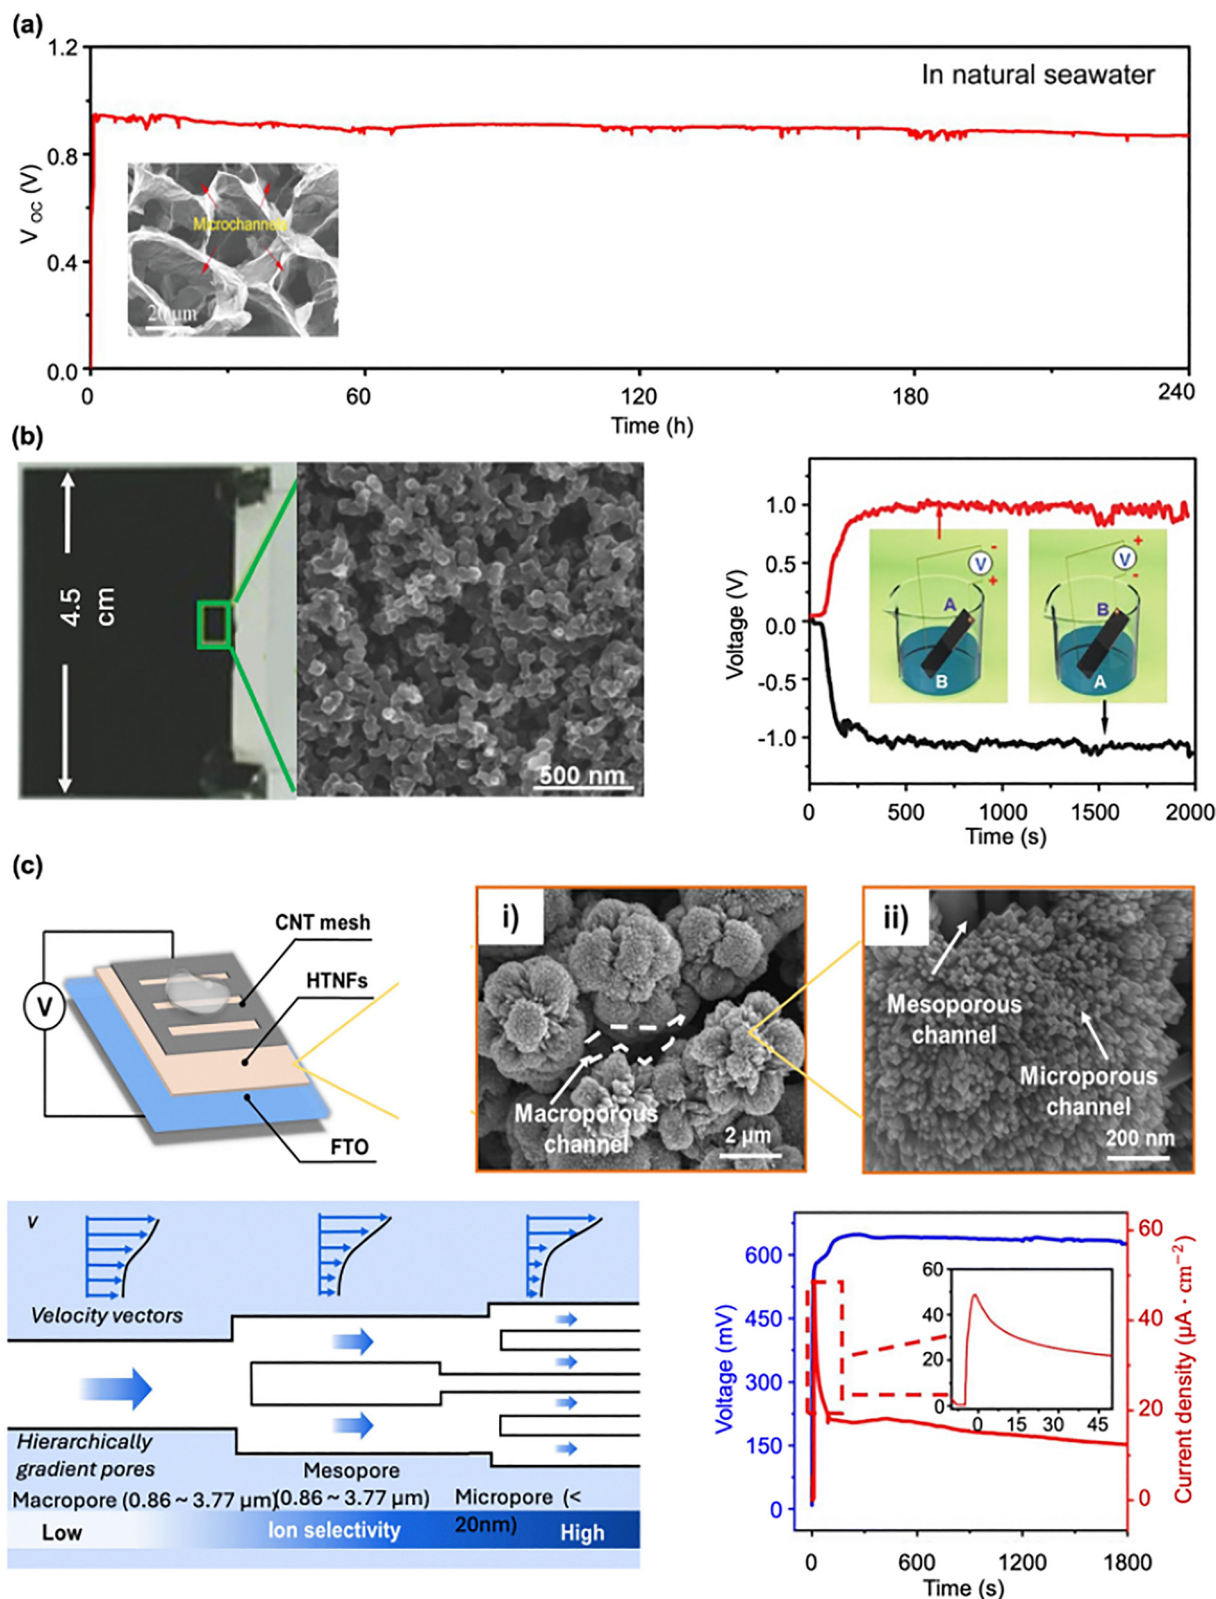 (a)
1.2
0.8
0.4
0.0
V OC (V)
In natural seawater
Microchannels
20 μm
0
60
120
180
240
Time (h)
(b)
4.5
cm
500 nm
1.0
0.5
0.0
-0.5
-1.0
Voltage (V)
V
-
+
A
B
V
+
-
B
A
0
500
1000
1500
2000
Time (s)
(c)
V
CNT mesh
HTNFs
FTO
i)
Macroporous
channel
2 μm
ii)
Mesoporous
channel
Microporous
channel
200 nm
v
Velocity vectors
Hierarchically
gradient pores
Macropore (0.86 ~ 3.77 μm)
Mesopore
(0.86 ~ 3.77 μm)
Micropore (<
20nm)
Low
Ion selectivity
High
600
450
300
150
0
Voltage (mV)
60
40
20
0
Current density (μA · cm⁻²)
60
40
20
0
0
15
30
45
0
600
1200
1800
Time (s)